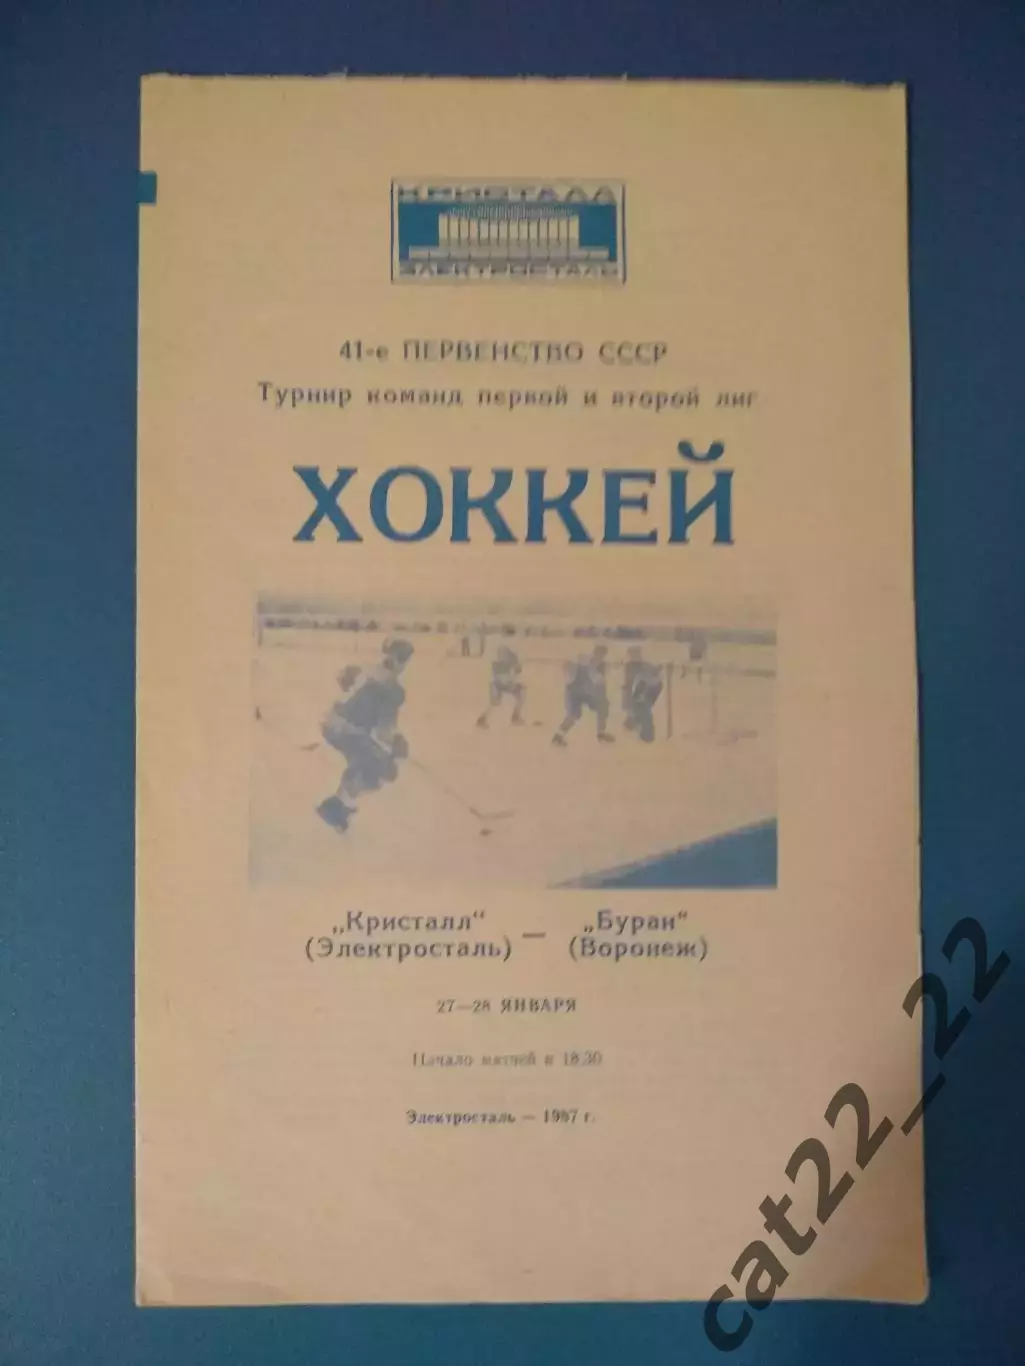 КРИСТАЛЛ
ЭЛЕКТРОСТАЛЬ
41-е ПЕРВЕНСТВО СССР
Турнир команд первой и второй лиг
ХОККЕЙ
„Кристалл“ — „Буран“
(Электросталь) (Воронеж)
27—28 ЯНВАРЯ
Начало матчей в 18.30
Электросталь — 1987 г.
cat22_22